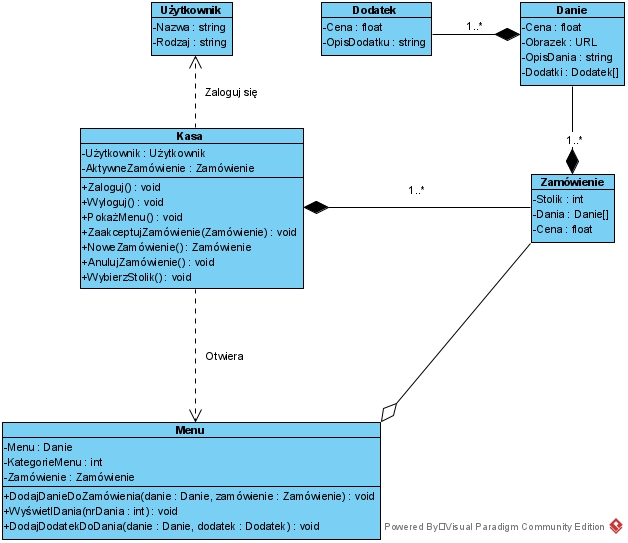 Użytkownik
-Nazwa : string
-Rodzaj : string
Dodatek
-Cena : float
-OpisDodatku : string
1..*
Danie
-Cena : float
-Obrazek : URL
-OpisDania : string
-Dodatki : Dodatek[]
Zaloguj się
1..*
Kasa
-Użytkownik : Użytkownik
-AktywneZamówienie : Zamówienie
+Zaloguj() : void
+Wyloguj() : void
+PokażMenu() : void
+ZaakceptujZamówienie(Zamówienie) : void
+NoweZamówienie() : Zamówienie
+AnulujZamówienie() : void
+WybierzStolik() : void
1..*
Zamówienie
-Stolik : int
-Dania : Danie[]
-Cena : float
Otwiera
Menu
-Menu : Danie
-KategorieMenu : int
-Zamówienie : Zamówienie
+DodajDanieDoZamówienia(danie : Danie, zamówienie : Zamówienie) : void
+WyświetlDania(nrDania : int) : void
+DodajDodatekDoDania(danie : Danie, dodatek : Dodatek) : void
Powered By Visual Paradigm Community Edition